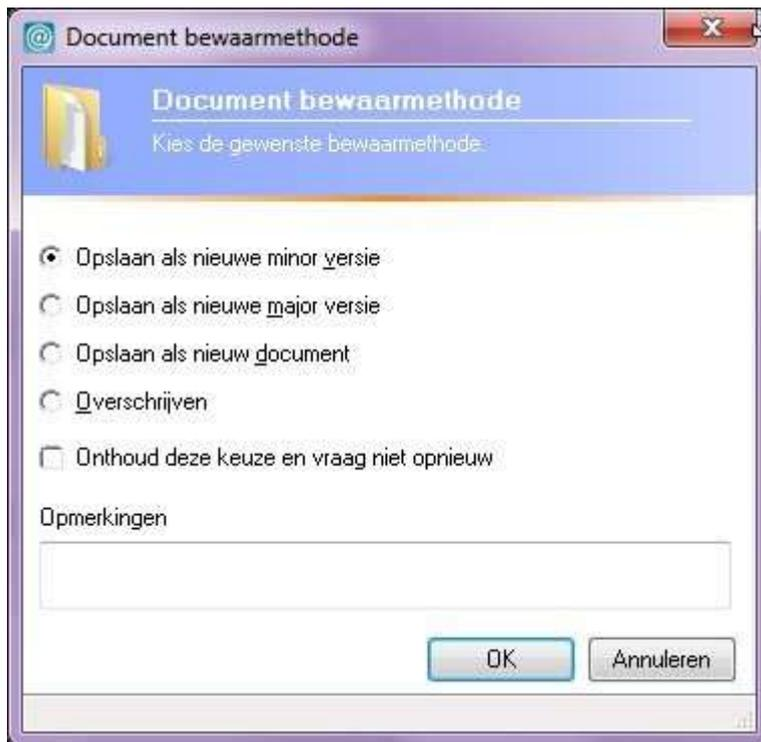 Document bewaarmethode
Document bewaarmethode
Kies de gewenste bewaarmethode.
Opslaan als nieuwe minor versie
Opslaan als nieuwe major versie
Opslaan als nieuw document
Overschrijven
Onthoud deze keuze en vraag niet opnieuw
Opmerkingen
OK
Annuleren